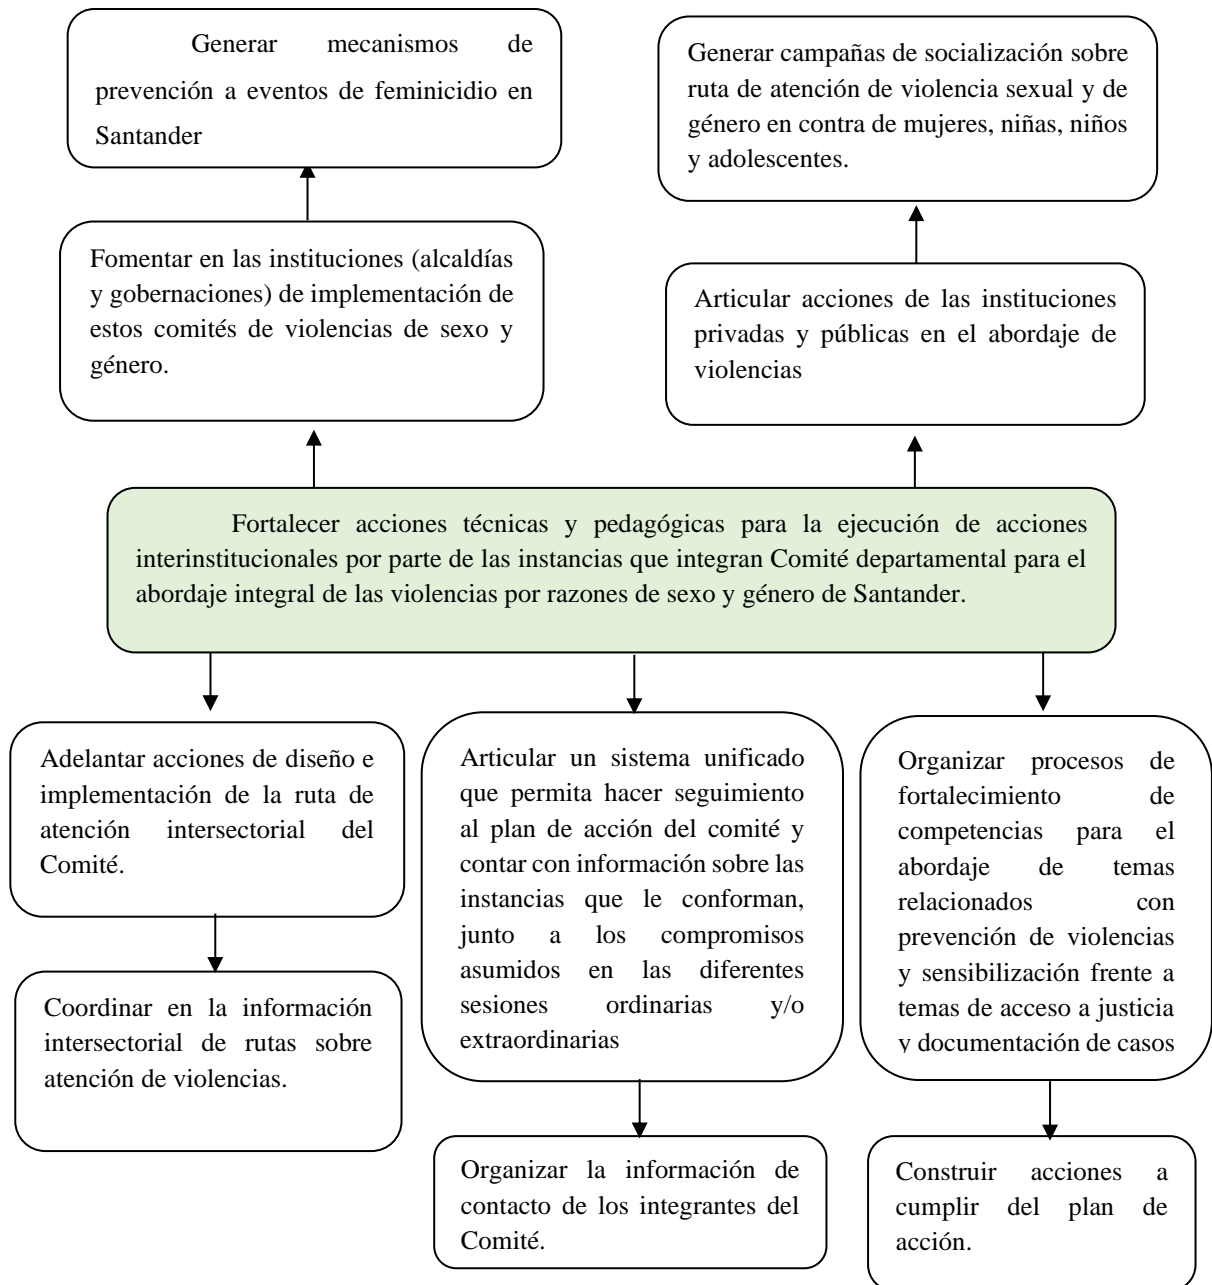 Generar mecanismos de
prevención a eventos de feminicidio en
Santander
Generar campañas de socialización sobre
ruta de atención de violencia sexual y de
género en contra de mujeres, niñas, niños
y adolescentes.
Fomentar en las instituciones (alcaldías
y gobernaciones) de implementación de
estos comités de violencias de sexo y
género.
Articular acciones de las instituciones
privadas y públicas en el abordaje de
violencias
Fortalecer acciones técnicas y pedagógicas para la ejecución de acciones
interinstitucionales por parte de las instancias que integran Comité departamental para el
abordaje integral de las violencias por razones de sexo y género de Santander.
Adelantar acciones de diseño e
implementación de la ruta de
atención intersectorial del
Comité.
Articular un sistema unificado
que permita hacer seguimiento
al plan de acción del comité y
contar con información sobre las
instancias que le conforman,
junto a los compromisos
asumidos en las diferentes
sesiones ordinarias y/o
extraordinarias
Organizar procesos de
fortalecimiento de
competencias para el
abordaje de temas
relacionados con
prevención de violencias
y sensibilización frente a
temas de acceso a justicia
y documentación de casos
Coordinar en la información
intersectorial de rutas sobre
atención de violencias.
Organizar la información de
contacto de los integrantes del
Comité.
Construir acciones a
cumplir del plan de
acción.